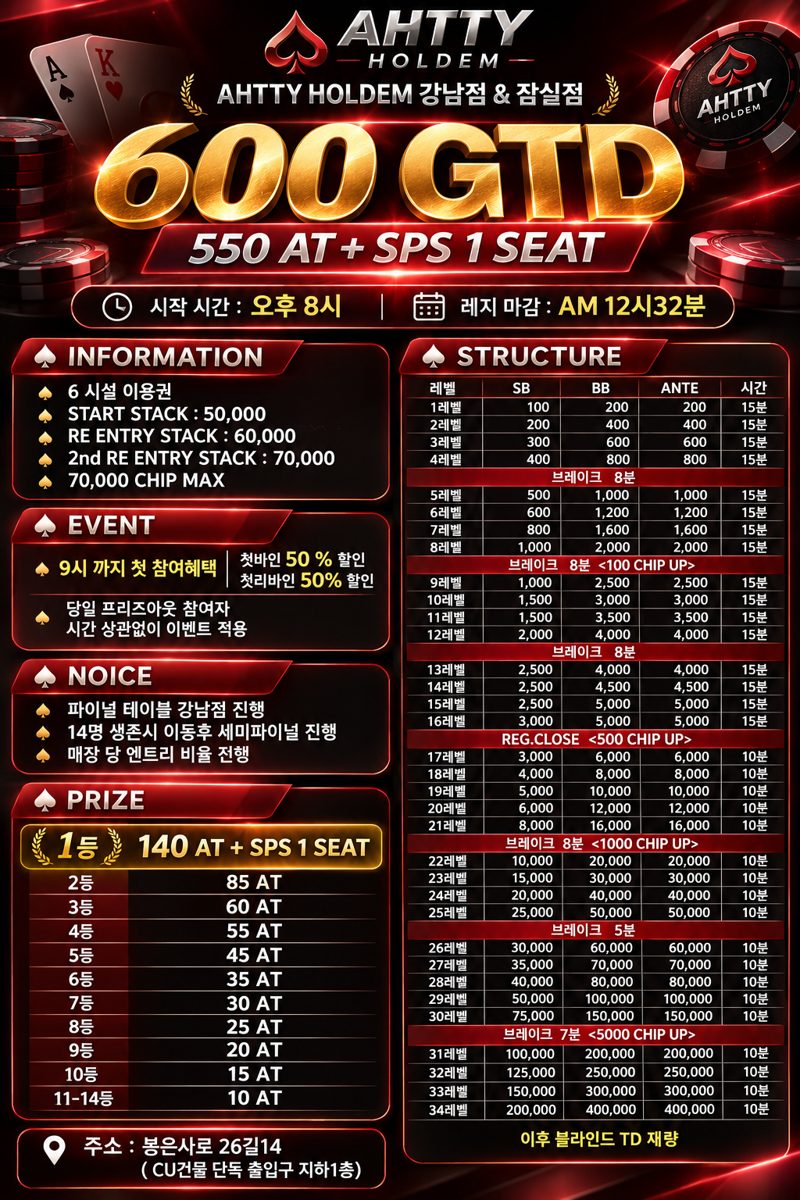 AHTTY
HOLDEM
AHTTY HOLDEM 강남점 & 잠실점
600 GTD
550 AT + SPS 1 SEAT
시작 시간 : 오후 8시 | 레지 마감 : AM 12시32분
A K
AHTTY
HOLDEM
INFORMATION
6 시설 이용권
START STACK : 50,000
RE ENTRY STACK : 60,000
2nd RE ENTRY STACK : 70,000
70,000 CHIP MAX
EVENT
9시 까지 첫 참여혜택
첫바인 50 % 할인
첫리바인 50% 할인
당일 프리즈아웃 참여자
시간 상관없이 이벤트 적용
NOICE
파이널 테이블 강남점 진행
14명 생존시 이동후 세미파이널 진행
매장 당 엔트리 비율 전행
PRIZE
1등 140 AT + SPS 1 SEAT
2등 85 AT
3등 60 AT
4등 55 AT
5등 45 AT
6등 35 AT
7등 30 AT
8등 25 AT
9등 20 AT
10등 15 AT
11-14등 10 AT
주소 : 봉은사로 26길14
( CU건물 단독 출입구 지하1층)
STRUCTURE
레벨 SB BB ANTE 시간
1레벨 100 200 200 15분
2레벨 200 400 400 15분
3레벨 300 600 600 15분
4레벨 400 800 800 15분
브레이크 8분
5레벨 500 1,000 1,000 15분
6레벨 600 1,200 1,200 15분
7레벨 800 1,600 1,600 15분
8레벨 1,000 2,000 2,000 15분
브레이크 8분 <100 CHIP UP>
9레벨 1,000 2,500 2,500 15분
10레벨 1,500 3,000 3,000 15분
11레벨 1,500 3,500 3,500 15분
12레벨 2,000 4,000 4,000 15분
브레이크 8분
13레벨 2,500 4,000 4,000 15분
14레벨 2,500 4,500 4,500 15분
15레벨 2,500 5,000 5,000 15분
16레벨 3,000 5,000 5,000 15분
REG.CLOSE <500 CHIP UP>
17레벨 3,000 6,000 6,000 10분
18레벨 4,000 8,000 8,000 10분
19레벨 5,000 10,000 10,000 10분
20레벨 6,000 12,000 12,000 10분
21레벨 8,000 16,000 16,000 10분
브레이크 8분 <1000 CHIP UP>
22레벨 10,000 20,000 20,000 10분
23레벨 15,000 30,000 30,000 10분
24레벨 20,000 40,000 40,000 10분
25레벨 25,000 50,000 50,000 10분
브레이크 5분
26레벨 30,000 60,000 60,000 10분
27레벨 35,000 70,000 70,000 10분
28레벨 40,000 80,000 80,000 10분
29레벨 50,000 100,000 100,000 10분
30레벨 75,000 150,000 150,000 10분
브레이크 7분 <5000 CHIP UP>
31레벨 100,000 200,000 200,000 10분
32레벨 125,000 250,000 250,000 10분
33레벨 150,000 300,000 300,000 10분
34레벨 200,000 400,000 400,000 10분
이후 블라인드 TD 재량